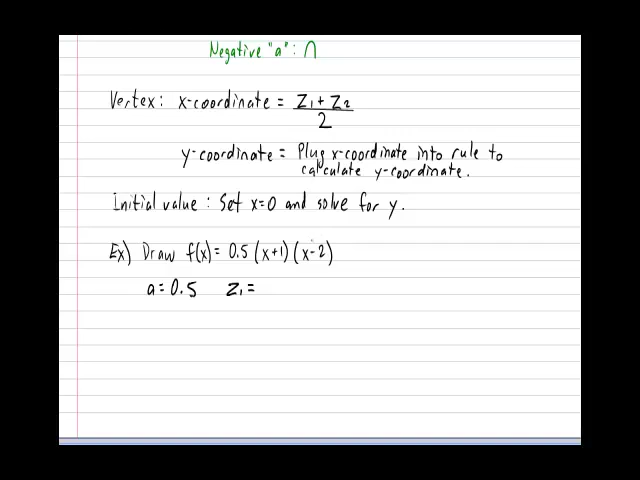 Negative "a": ∩
Vertex: x-coordinate = Z₁ + Z₂ / 2
y-coordinate = Plug x-coordinate into rule to
calculate y-coordinate.
Initial value: Set x=0 and solve for y.
Ex) Draw f(x) = 0.5 (x+1)(x-2)
a = 0.5 Z₁ =